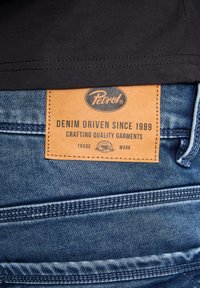 Petrol
DENIM DRIVEN SINCE 1989
CRAFTING QUALITY GARMENTS
TRADE MARK